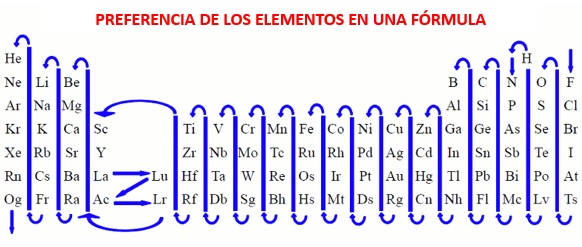 PREFERENCIA DE LOS ELEMENTOS EN UNA FÓRMULA
He H
Ne Li Be B C N O F
Ar Na Mg Al Si P S Cl
Kr K Ca Sc Ti V Cr Mn Fe Co Ni Cu Zn Ga Ge As Se Br
Xe Rb Sr Y Zr Nb Mo Tc Ru Rh Pd Ag Cd In Sn Sb Te I
Rn Cs Ba La Lu Hf Ta W Re Os Ir Pt Au Hg Tl Pb Bi Po At
Og Fr Ra Ac Lr Rf Db Sg Bh Hs Mt Ds Rg Cn Nh Fl Mc Lv Ts